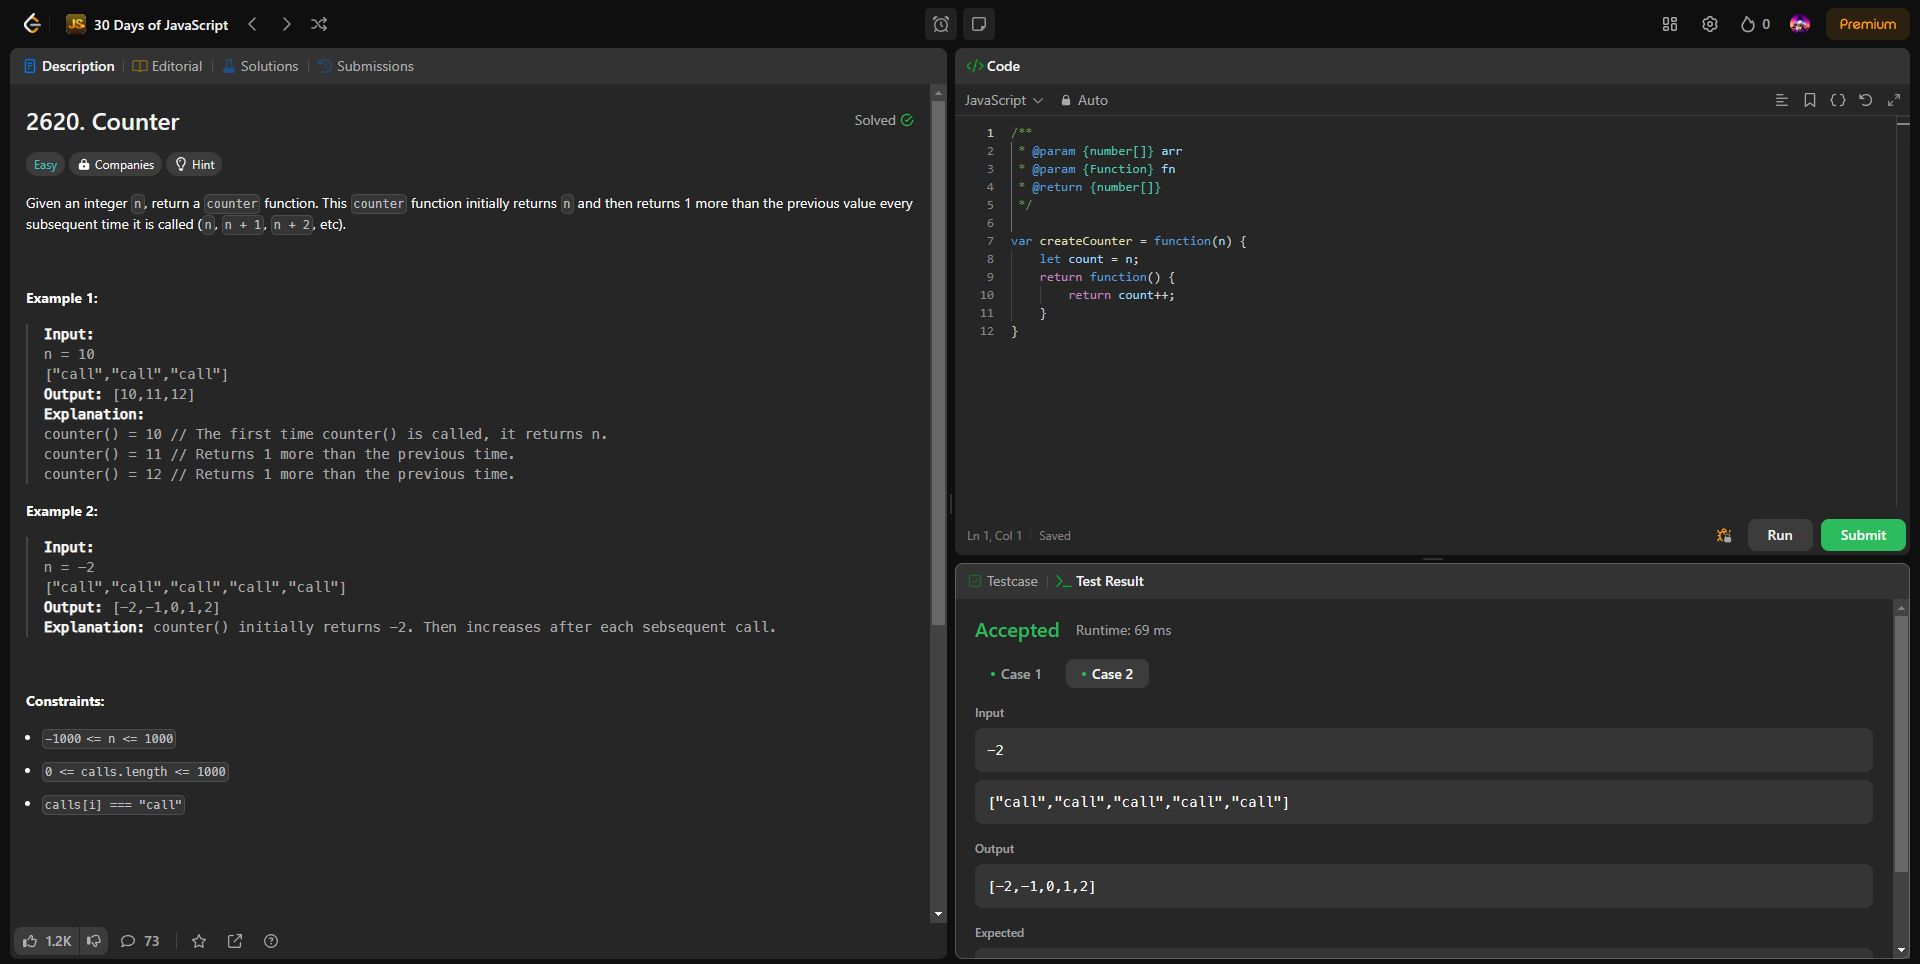 JS 30 Days of JavaScript
0
Premium
Description
Editorial
Solutions
Submissions
2620. Counter
Solved
Easy
Companies
Hint
Given an integer n, return a counter function. This counter function initially returns n and then returns 1 more than the previous value every
subsequent time it is called (n, n + 1, n + 2, etc).
Example 1:
Input:
n = 10
["call","call","call"]
Output: [10,11,12]
Explanation:
counter() = 10 // The first time counter() is called, it returns n.
counter() = 11 // Returns 1 more than the previous time.
counter() = 12 // Returns 1 more than the previous time.
Example 2:
Input:
n = -2
["call","call","call","call","call"]
Output: [-2,-1,0,1,2]
Explanation: counter() initially returns -2. Then increases after each sebsequent call.
Constraints:
• -1000 <= n <= 1000
• 0 <= calls.length <= 1000
• calls[i] === "call"
1.2K
73
</> Code
JavaScript
Auto
1 /**
2 * @param {number[]} arr
3 * @param {Function} fn
4 * @return {number[]}
5 */
6
7 var createCounter = function(n) {
8 let count = n;
9 return function() {
10 return count++;
11 }
12 }
Ln 1, Col 1
Saved
Run
Submit
Testcase
>_ Test Result
Accepted
Runtime: 69 ms
• Case 1
• Case 2
Input
-2
["call","call","call","call","call"]
Output
[-2,-1,0,1,2]
Expected